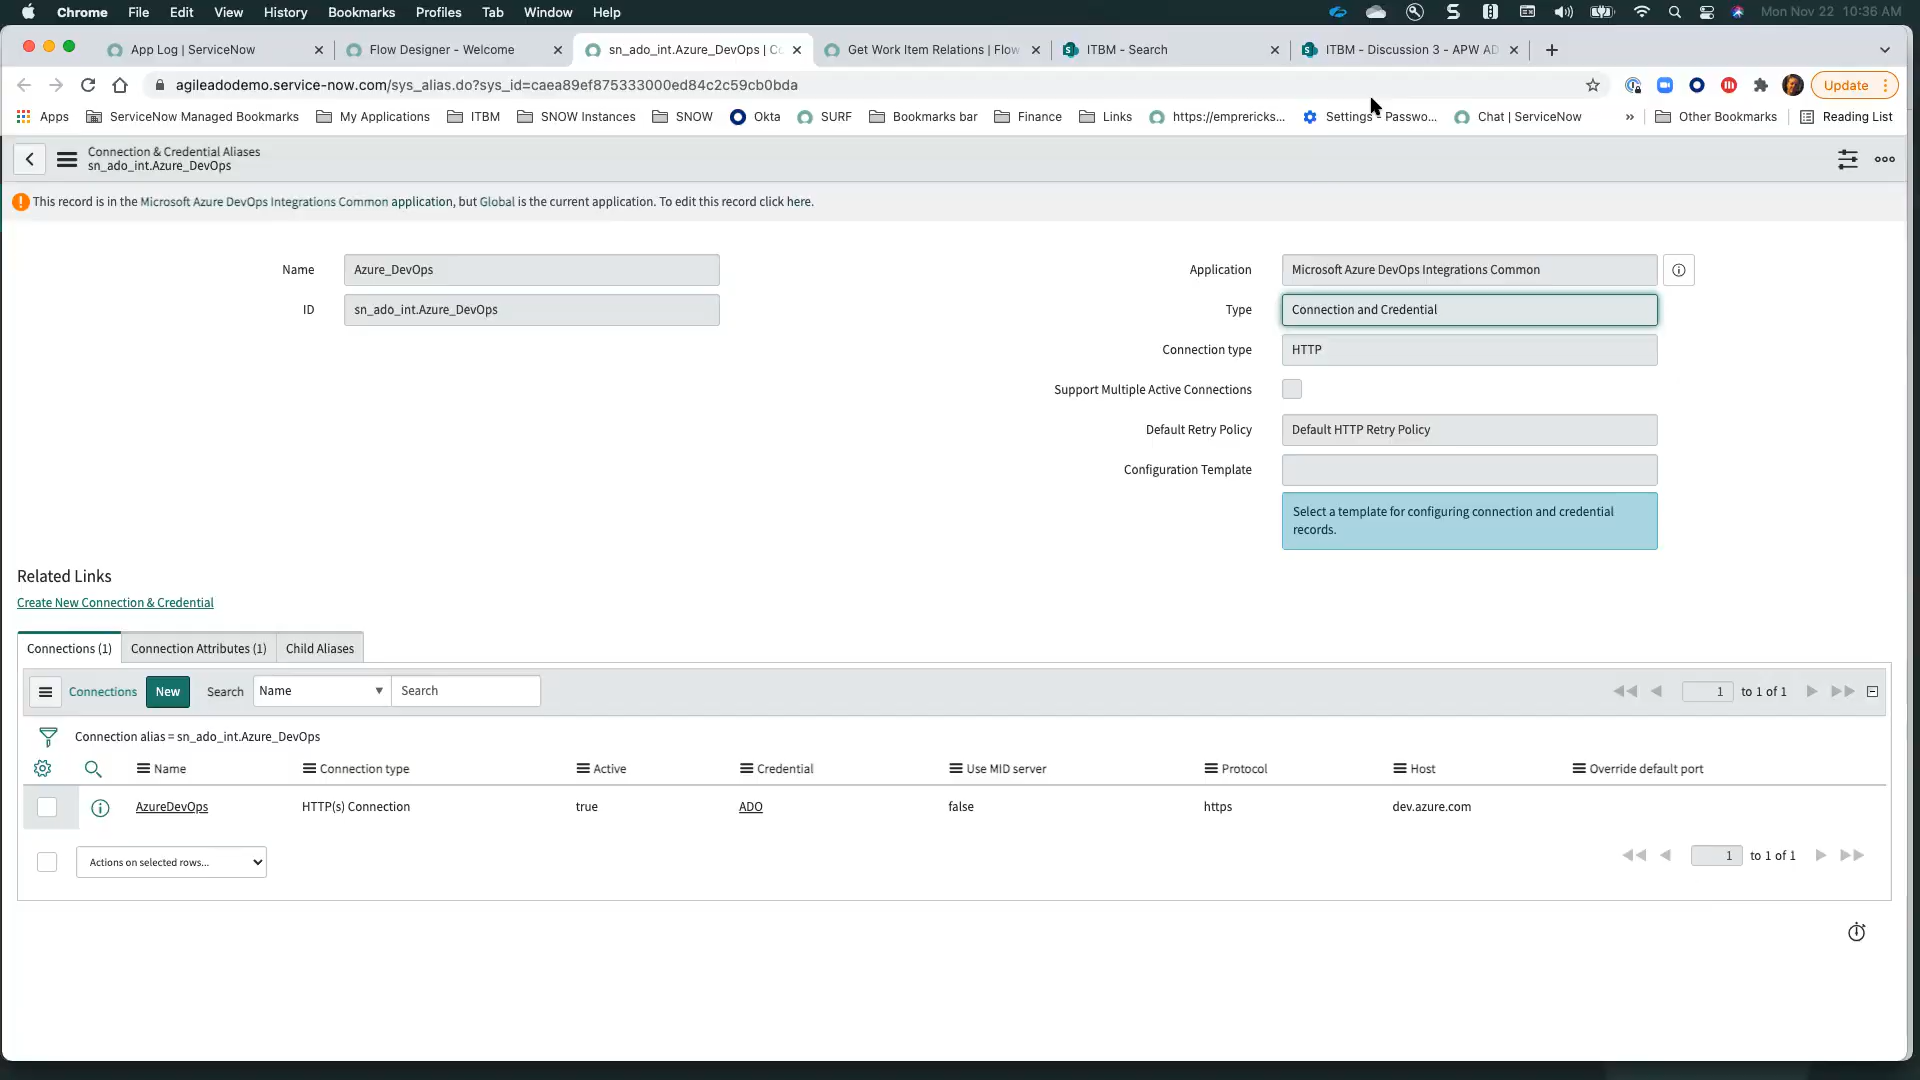 Chrome File Edit View History Bookmarks Profiles Tab Window Help Mon Nov 22 10:36 AM
App Log | ServiceNow
Flow Designer - Welcome
sn_ado_int.Azure_DevOps | C
Get Work Item Relations | Flow
ITBM - Search
ITBM - Discussion 3 - APW AD
agileadodemo.service-now.com/sys_alias.do?sys_id=caea89ef875333000ed84c2c59cb0bda
Update
Apps ServiceNow Managed Bookmarks My Applications ITBM SNOW Instances SNOW Okta SURF Bookmarks bar Finance Links https://emprericks... Settings - Passwo... Chat | ServiceNow » Other Bookmarks Reading List
Connection & Credential Aliases
sn_ado_int.Azure_DevOps
This record is in the Microsoft Azure DevOps Integrations Common application, but Global is the current application. To edit this record click here.
Name Azure_DevOps
ID sn_ado_int.Azure_DevOps
Application Microsoft Azure DevOps Integrations Common
Type Connection and Credential
Connection type HTTP
Support Multiple Active Connections
Default Retry Policy Default HTTP Retry Policy
Configuration Template
Select a template for configuring connection and credential
records.
Related Links
Create New Connection & Credential
Connections (1) Connection Attributes (1) Child Aliases
Connections New Search Name Search 1 to 1 of 1
Connection alias = sn_ado_int.Azure_DevOps
Name Connection type Active Credential Use MID server Protocol Host Override default port
AzureDevOps HTTP(s) Connection true ADO false https dev.azure.com
Actions on selected rows... 1 to 1 of 1